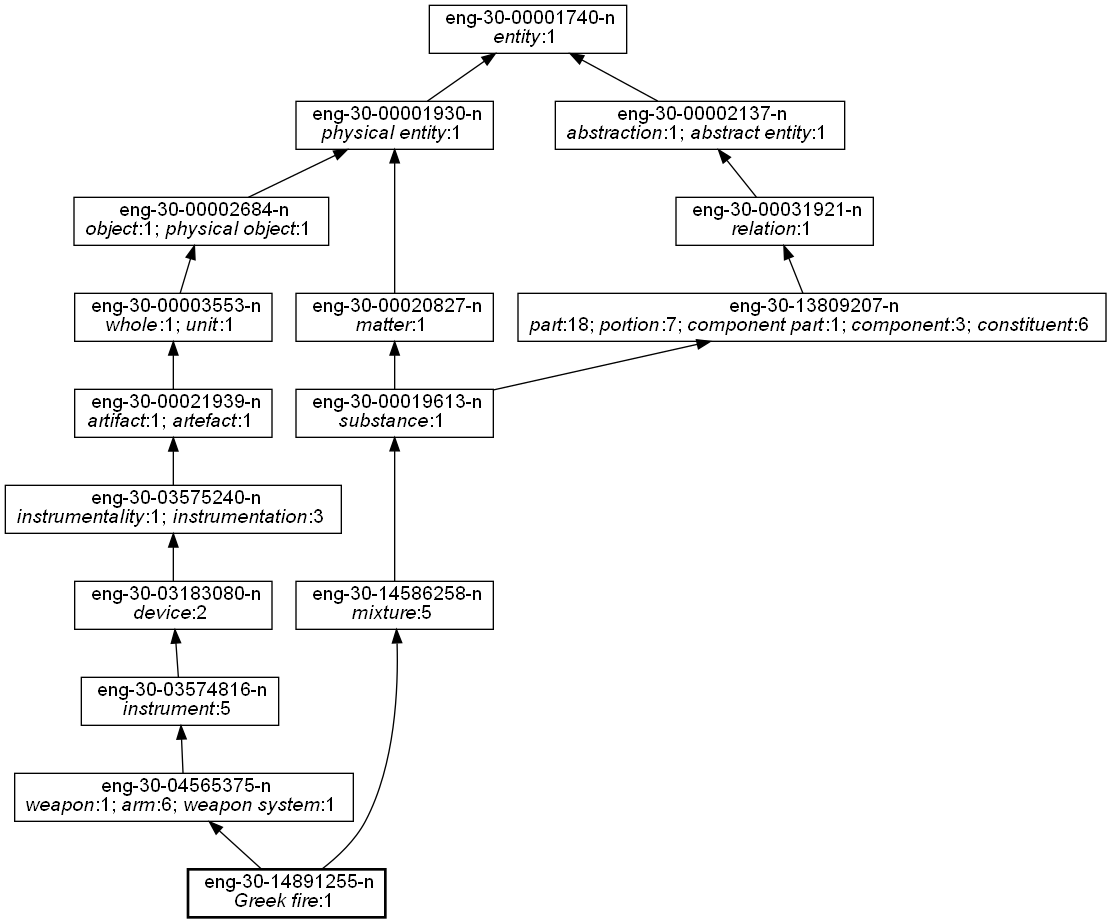 eng-30-00001740-n
entity:1
eng-30-00001930-n
physical entity:1
eng-30-00002137-n
abstraction:1; abstract entity:1
eng-30-00002684-n
object:1; physical object:1
eng-30-00031921-n
relation:1
eng-30-00003553-n
whole:1; unit:1
eng-30-00020827-n
matter:1
eng-30-13809207-n
part:18; portion:7; component part:1; component:3; constituent:6
eng-30-00021939-n
artifact:1; artefact:1
eng-30-00019613-n
substance:1
eng-30-03575240-n
instrumentality:1; instrumentation:3
eng-30-03183080-n
device:2
eng-30-14586258-n
mixture:5
eng-30-03574816-n
instrument:5
eng-30-04565375-n
weapon:1; arm:6; weapon system:1
eng-30-14891255-n
Greek fire:1